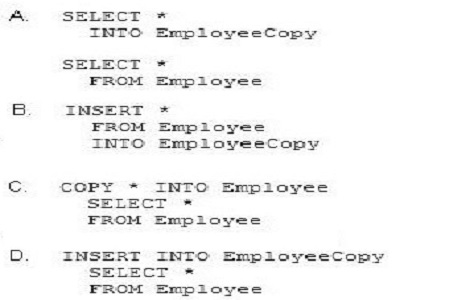 A. SELECT *
INTO EmployeeCopy
SELECT *
FROM Employee
B. INSERT *
FROM Employee
INTO EmployeeCopy
C. COPY * INTO Employee
SELECT *
FROM Employee
D. INSERT INTO EmployeeCopy
SELECT *
FROM Employee